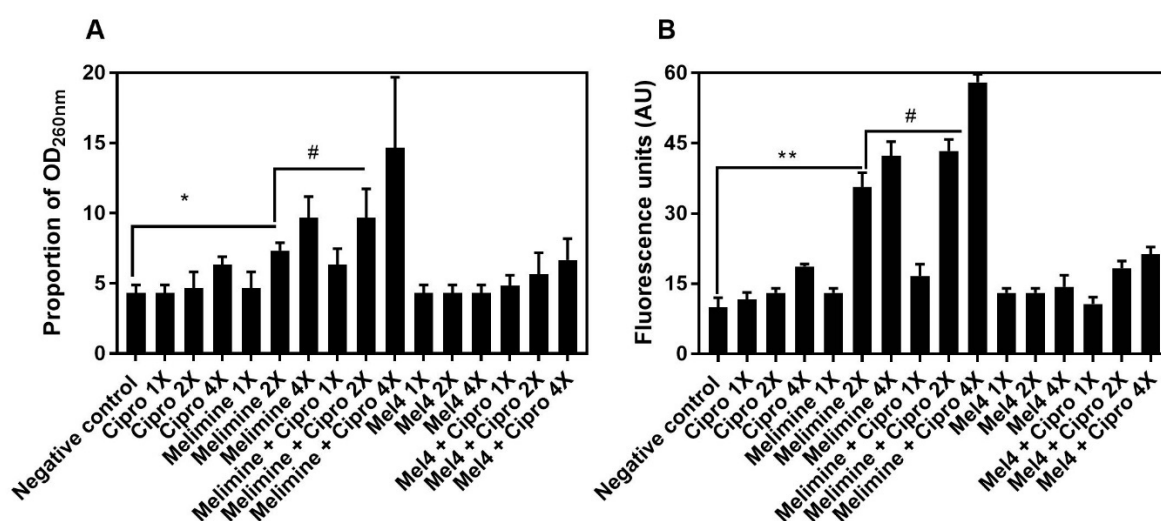 A
Proportion of OD260nm
20
15
10
5
0
*
#
Negative control
Cipro 1X
Cipro 2X
Cipro 4X
Melimine 1X
Melimine 2X
Melimine 4X
Melimine + Cipro 1X
Melimine + Cipro 2X
Melimine + Cipro 4X
Mel4 1X
Mel4 2X
Mel4 4X
Mel4 + Cipro 1X
Mel4 + Cipro 2X
Mel4 + Cipro 4X
B
Fluorescence units (AU)
60
45
30
15
0
**
#
Negative control
Cipro 1X
Cipro 2X
Cipro 4X
Melimine 1X
Melimine 2X
Melimine 4X
Melimine + Cipro 1X
Melimine + Cipro 2X
Melimine + Cipro 4X
Mel4 1X
Mel4 2X
Mel4 4X
Mel4 + Cipro 1X
Mel4 + Cipro 2X
Mel4 + Cipro 4X